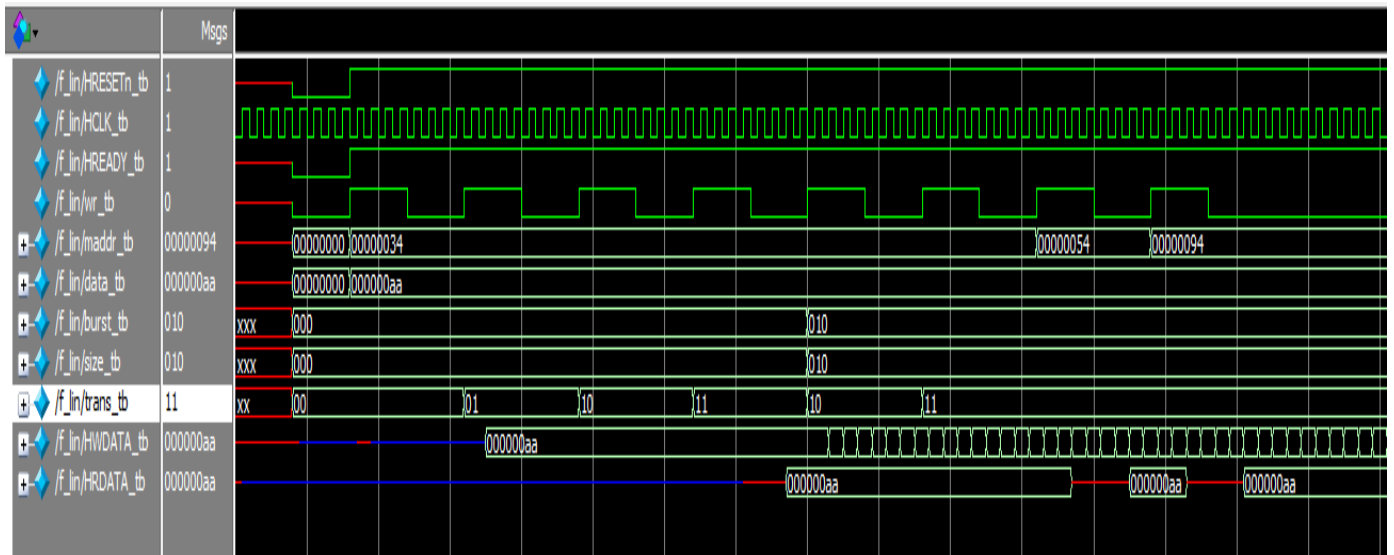 Msgs
/f_lin/HRESETn_tb 1
/f_lin/HCLK_tb 1
/f_lin/HREADY_tb 1
/f_lin/wr_tb 0
/f_lin/maddr_tb 00000094 00000000 00000034 00000054 00000094
/f_lin/data_tb 000000aa 00000000 000000aa
/f_lin/burst_tb 010 xxx 000 010
/f_lin/size_tb 010 xxx 000 010
/f_lin/trans_tb 11 xx 00 01 10 11 10 11
/f_lin/HWDATA_tb 000000aa 000000aa
/f_lin/HRDATA_tb 000000aa 000000aa 000000aa 000000aa